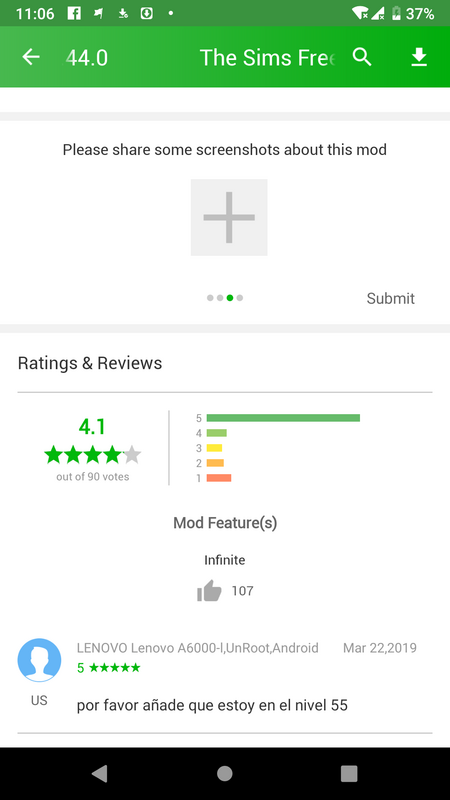 11:06
37%
44.0 The Sims Free
Please share some screenshots about this mod
Submit
Ratings & Reviews
4.1
out of 90 votes
5
4
3
2
1
Mod Feature(s)
Infinite
107
LENOVO Lenovo A6000-l,UnRoot,Android Mar 22,2019
5
US
por favor añade que estoy en el nivel 55